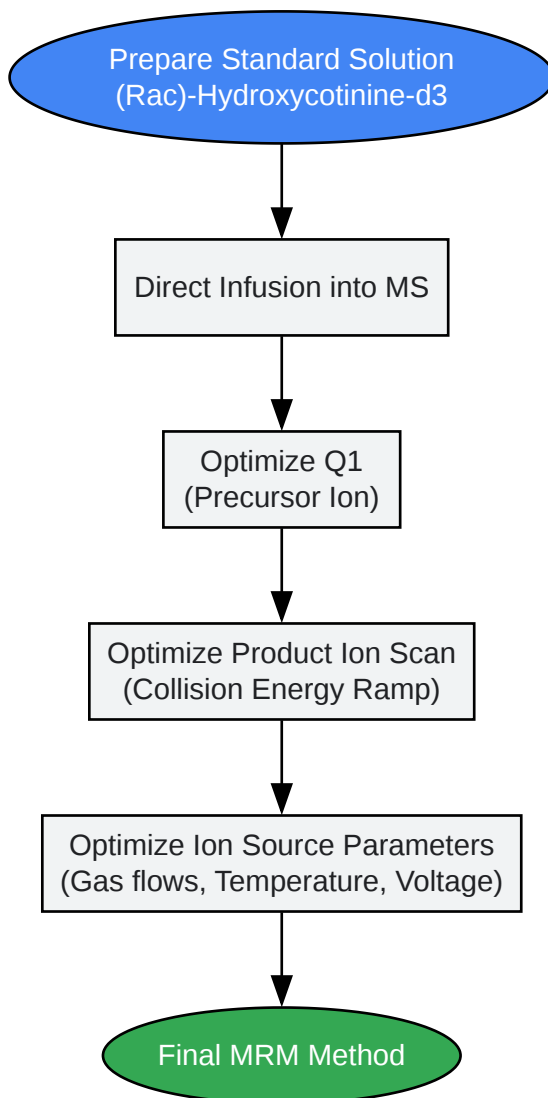 Prepare Standard Solution
(Rac)-Hydroxycotinine-d3
Direct Infusion into MS
Optimize Q1
(Precursor Ion)
Optimize Product Ion Scan
(Collision Energy Ramp)
Optimize Ion Source Parameters
(Gas flows, Temperature, Voltage)
Final MRM Method